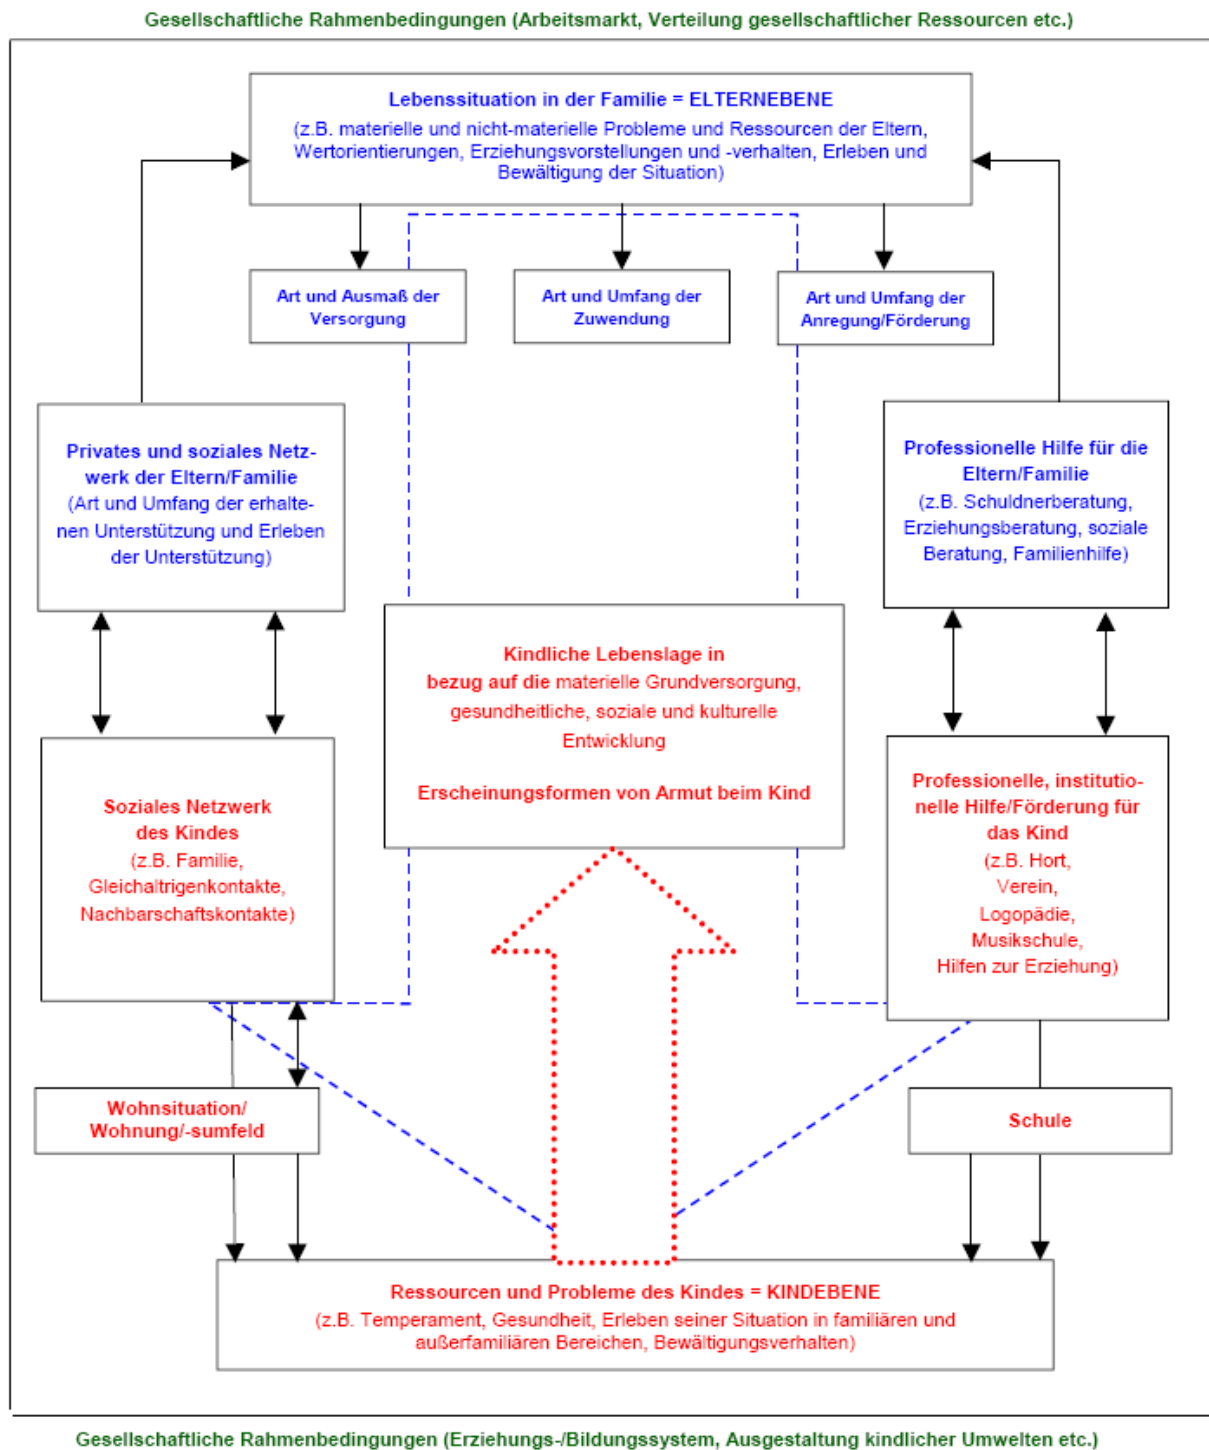 Gesellschaftliche Rahmenbedingungen (Arbeitsmarkt, Verteilung gesellschaftlicher Ressourcen etc.)
Lebenssituation in der Familie = ELTERNEBENE
(z.B. materielle und nicht-materielle Probleme und Ressourcen der Eltern,
Wertorientierungen, Erziehungsvorstellungen und -verhalten, Erleben und
Bewältigung der Situation)
Art und Ausmaß der
Versorgung
Art und Umfang der
Zuwendung
Art und Umfang der
Anregung/Förderung
Privates und soziales Netz-
werk der Eltern/Familie
(Art und Umfang der erhalte-
nen Unterstützung und Erleben
der Unterstützung)
Professionelle Hilfe für die
Eltern/Familie
(z.B. Schuldnerberatung,
Erziehungsberatung, soziale
Beratung, Familienhilfe)
Kindliche Lebenslage in
bezug auf die materielle Grundversorgung,
gesundheitliche, soziale und kulturelle
Entwicklung
Erscheinungsformen von Armut beim Kind
Soziales Netzwerk
des Kindes
(z.B. Familie,
Gleichaltrigenkontakte,
Nachbarschaftskontakte)
Professionelle, institutio-
nelle Hilfe/Förderung für
das Kind
(z.B. Hort,
Verein,
Logopädie,
Musikschule,
Hilfen zur Erziehung)
Wohnsituation/
Wohnung/-sumfeld
Schule
Ressourcen und Probleme des Kindes = KINDEBENE
(z.B. Temperament, Gesundheit, Erleben seiner Situation in familiären und
außerfamiliären Bereichen, Bewältigungsverhalten)
Gesellschaftliche Rahmenbedingungen (Erziehungs-/Bildungssystem, Ausgestaltung kindlicher Umwelten etc.)